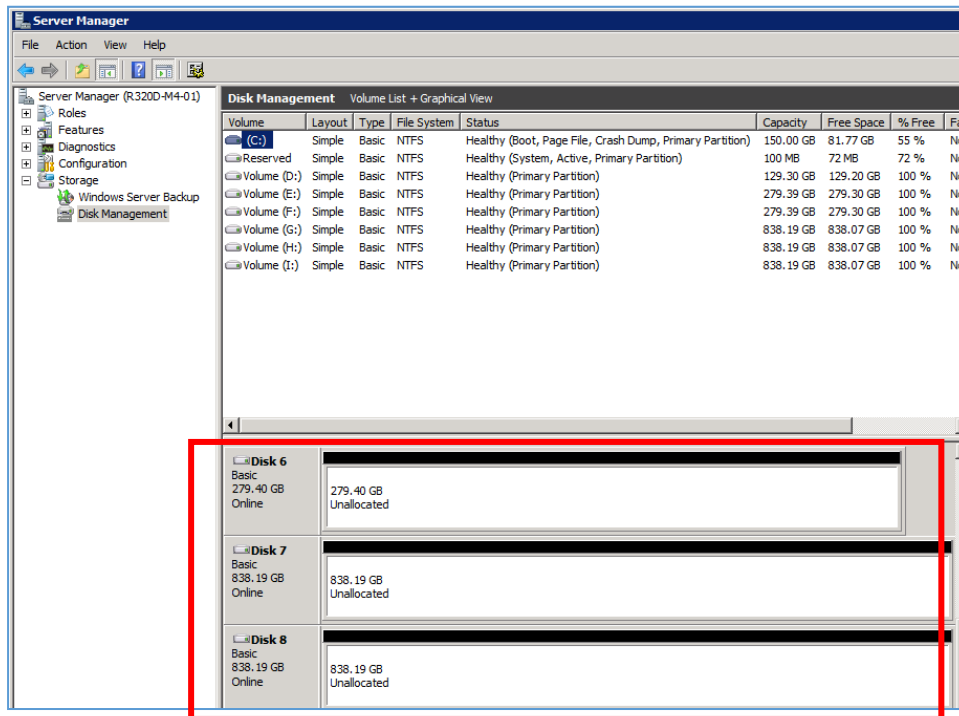 Server Manager
File Action View Help
Server Manager (R320D-M4-01)
Roles
Features
Diagnostics
Configuration
Storage
Windows Server Backup
Disk Management
Disk Management Volume List + Graphical View
Volume Layout Type File System Status Capacity Free Space % Free
(C:) Simple Basic NTFS Healthy (Boot, Page File, Crash Dump, Primary Partition) 150.00 GB 81.77 GB 55 %
Reserved Simple Basic NTFS Healthy (System, Active, Primary Partition) 100 MB 72 MB 72 %
Volume (D:) Simple Basic NTFS Healthy (Primary Partition) 129.30 GB 129.20 GB 100 %
Volume (E:) Simple Basic NTFS Healthy (Primary Partition) 279.39 GB 279.30 GB 100 %
Volume (F:) Simple Basic NTFS Healthy (Primary Partition) 279.39 GB 279.30 GB 100 %
Volume (G:) Simple Basic NTFS Healthy (Primary Partition) 838.19 GB 838.07 GB 100 %
Volume (H:) Simple Basic NTFS Healthy (Primary Partition) 838.19 GB 838.07 GB 100 %
Volume (I:) Simple Basic NTFS Healthy (Primary Partition) 838.19 GB 838.07 GB 100 %
Disk 6
Basic
279.40 GB
Online
279.40 GB
Unallocated
Disk 7
Basic
838.19 GB
Online
838.19 GB
Unallocated
Disk 8
Basic
838.19 GB
Online
838.19 GB
Unallocated